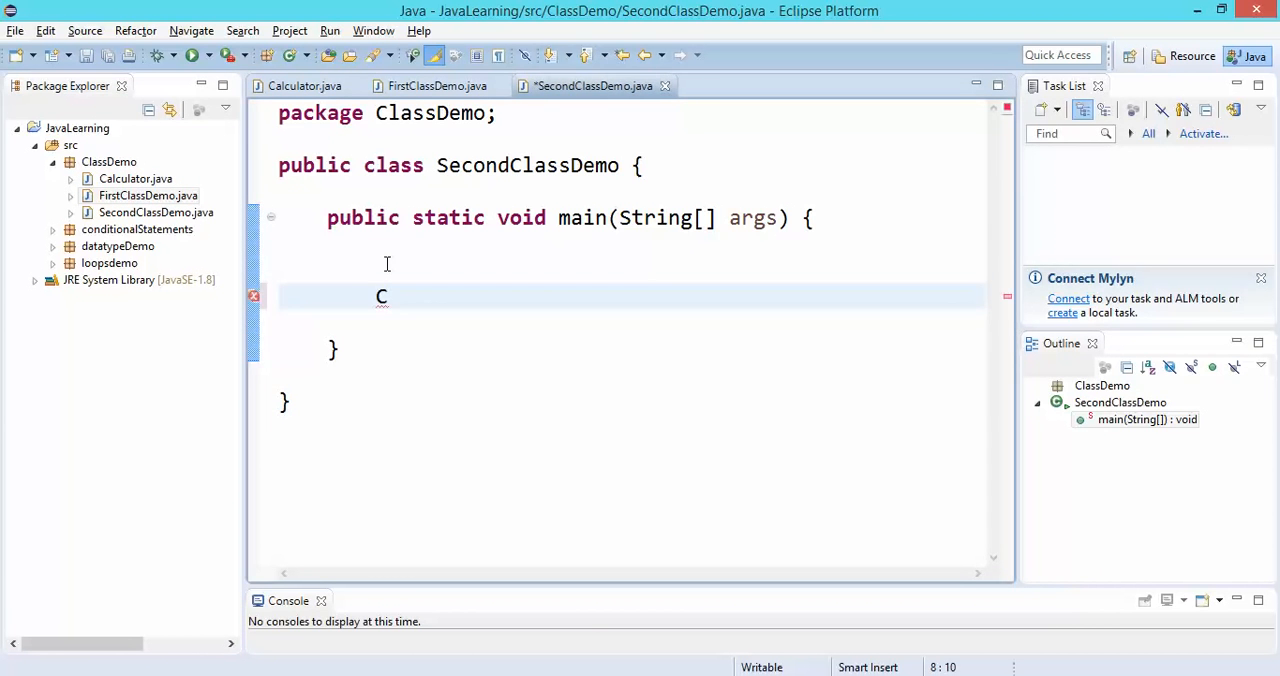 Java - JavaLearning/src/ClassDemo/SecondClassDemo.java - Eclipse Platform
File Edit Source Refactor Navigate Search Project Run Window Help
Quick Access Resource Java
Package Explorer
JavaLearning
src
ClassDemo
Calculator.java
FirstClassDemo.java
SecondClassDemo.java
conditionalStatements
datatypeDemo
loopsdemo
JRE System Library [JavaSE-1.8]
Calculator.java FirstClassDemo.java *SecondClassDemo.java
package ClassDemo;
public class SecondClassDemo {
public static void main(String[] args) {
C
}
}
Task List
Find All Activate...
Connect Mylyn
Connect to your task and ALM tools or
create a local task.
Outline
ClassDemo
SecondClassDemo
main(String[]) : void
Console
No consoles to display at this time.
Writable Smart Insert 8 : 10